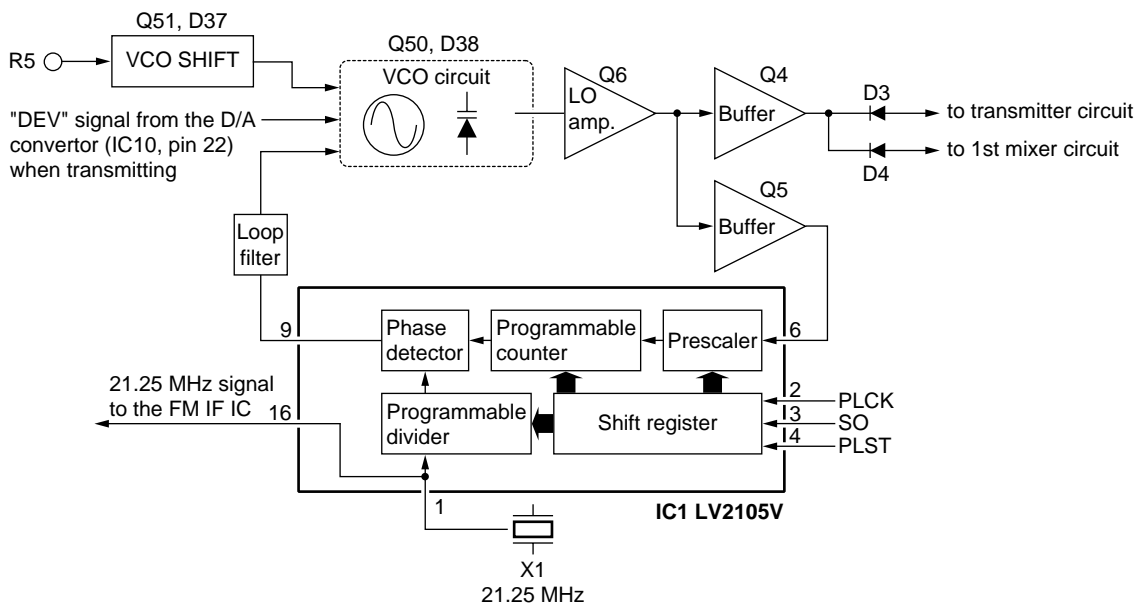 Q51, D37
R5
VCO SHIFT
Q50, D38
VCO circuit
"DEV" signal from the D/A
convertor (IC10, pin 22)
when transmitting
Q6
LO
amp.
Q4
Buffer
D3
to transmitter circuit
to 1st mixer circuit
D4
Q5
Buffer
Loop
filter
9
Phase
detector
Programmable
counter
Prescaler
6
21.25 MHz signal
to the FM IF IC
16
Programmable
divider
Shift register
2
PLCK
3
SO
4
PLST
1
IC1 LV2105V
X1
21.25 MHz